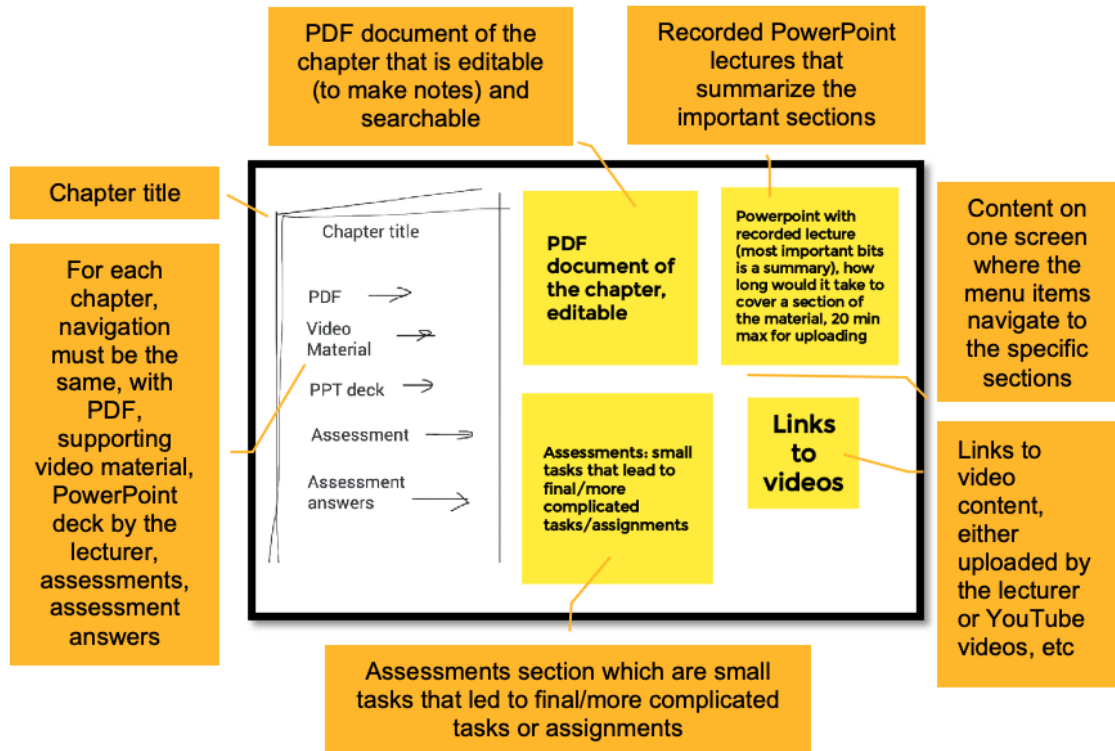 PDF document of the
chapter that is editable
(to make notes) and
searchable
Recorded PowerPoint
lectures that
summarize the
important sections
Chapter title
For each
chapter,
navigation
must be the
same, with
PDF,
supporting
video material,
PowerPoint
deck by the
lecturer,
assessments,
assessment
answers
Chapter title
PDF
Video
Material
PPT deck
Assessment
Assessment
answers
PDF
document of
the chapter,
editable
Powerpoint with
recorded lecture
(most important bits
is a summary), how
long would it take to
cover a section of
the material, 20 min
max for uploading
Assessments: small
tasks that lead to
final/more
complicated
tasks/assignments
Links
to
videos
Content on
one screen
where the
menu items
navigate to
the specific
sections
Links to
video
content,
either
uploaded by
the lecturer
or YouTube
videos, etc
Assessments section which are small
tasks that led to final/more complicated
tasks or assignments